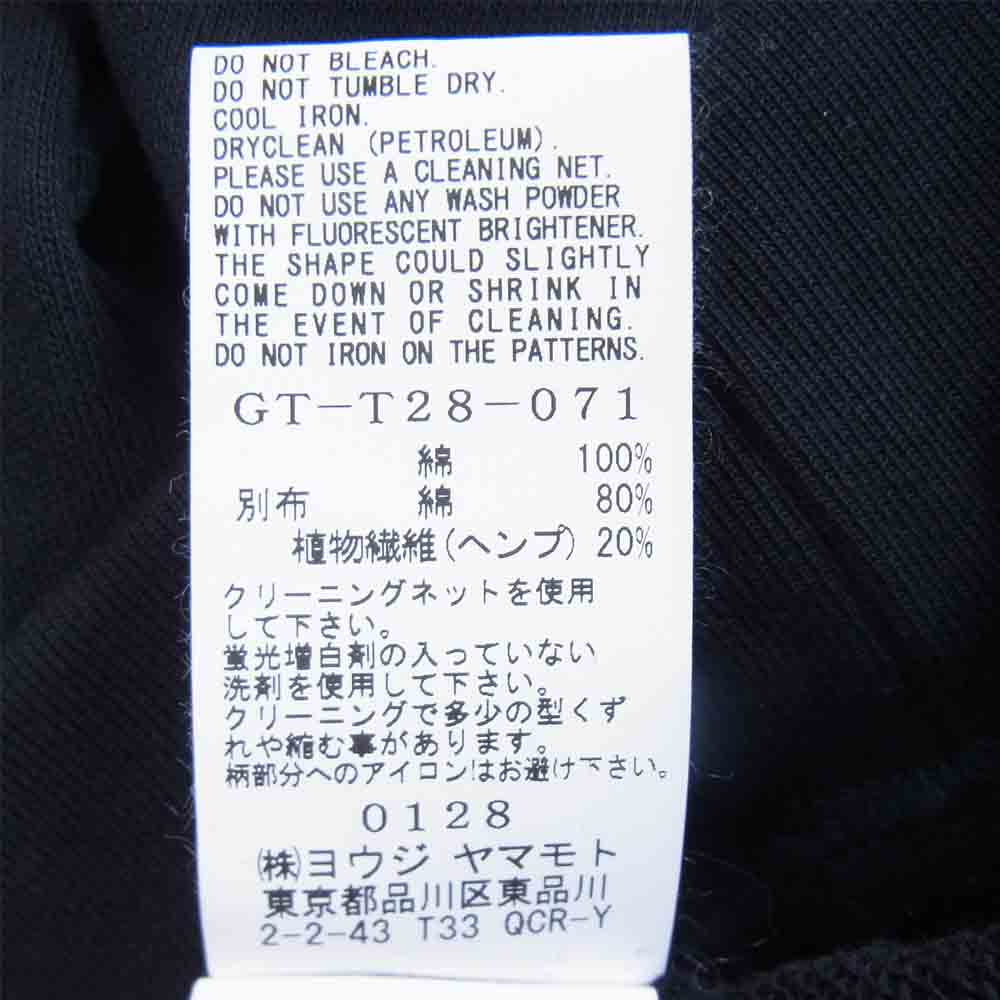 DO NOT BLEACH.
DO NOT TUMBLE DRY.
COOL IRON.
DRYCLEAN (PETROLEUM).
PLEASE USE A CLEANING NET.
DO NOT USE ANY WASH POWDER
WITH FLUORESCENT BRIGHTENER.
THE SHAPE COULD SLIGHTLY
COME DOWN OR SHRINK IN
THE EVENT OF CLEANING.
DO NOT IRON ON THE PATTERNS.
GT-T28-071
綿 100%
別布 綿 80%
植物繊維(ヘンプ) 20%
クリーニングネットを使用
して下さい。
蛍光増白剤の入っていない
洗剤を使用して下さい。
クリーニングで多少の型くず
れや縮む事があります。
柄部分へのアイロンはお避け下さい。
0128
㈱ヨウジ ヤマモト
東京都品川区東品川
2-2-43 T33 QCR-Y